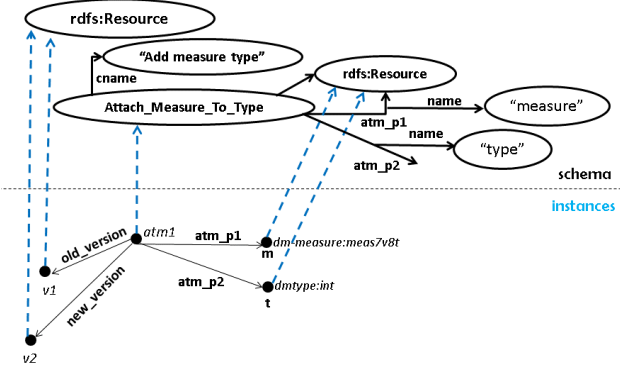 rdfs:Resource
“Add measure type”
cname
rdfs:Resource
Attach_Measure_To_Type
name
“measure”
atm_p1
name
“type”
atm_p2
schema
instances
atm1
atm_p1
old_version
dm-measure:meas7v8t
m
v1
atm_p2
dmtype:int
new_version
t
v2